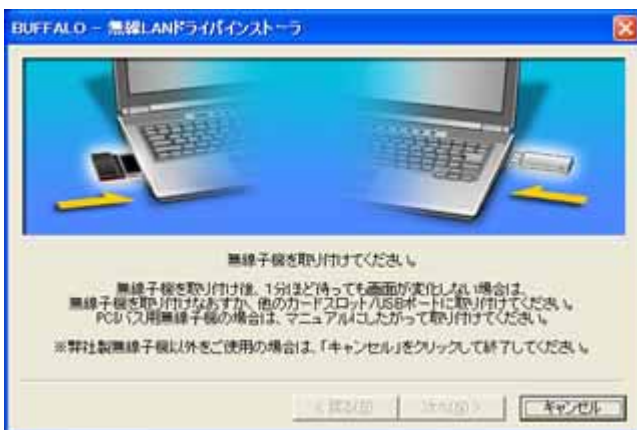 BUFFALO - 無線LANドライバインストーラ
無線子機を取り付けてください。
無線子機を取り付け後、1分ほど待っても画面が変化しない場合は、
無線子機を取り付けなおすか、他のカードスロット/USBポートに取り付けてください。
PCIバス用無線子機の場合は、マニュアルにしたがって取り付けてください。
※弊社製無線子機以外をご使用の場合は、「キャンセル」をクリックして終了してください。
< 戻る(B)
次へ(N) >
キャンセル